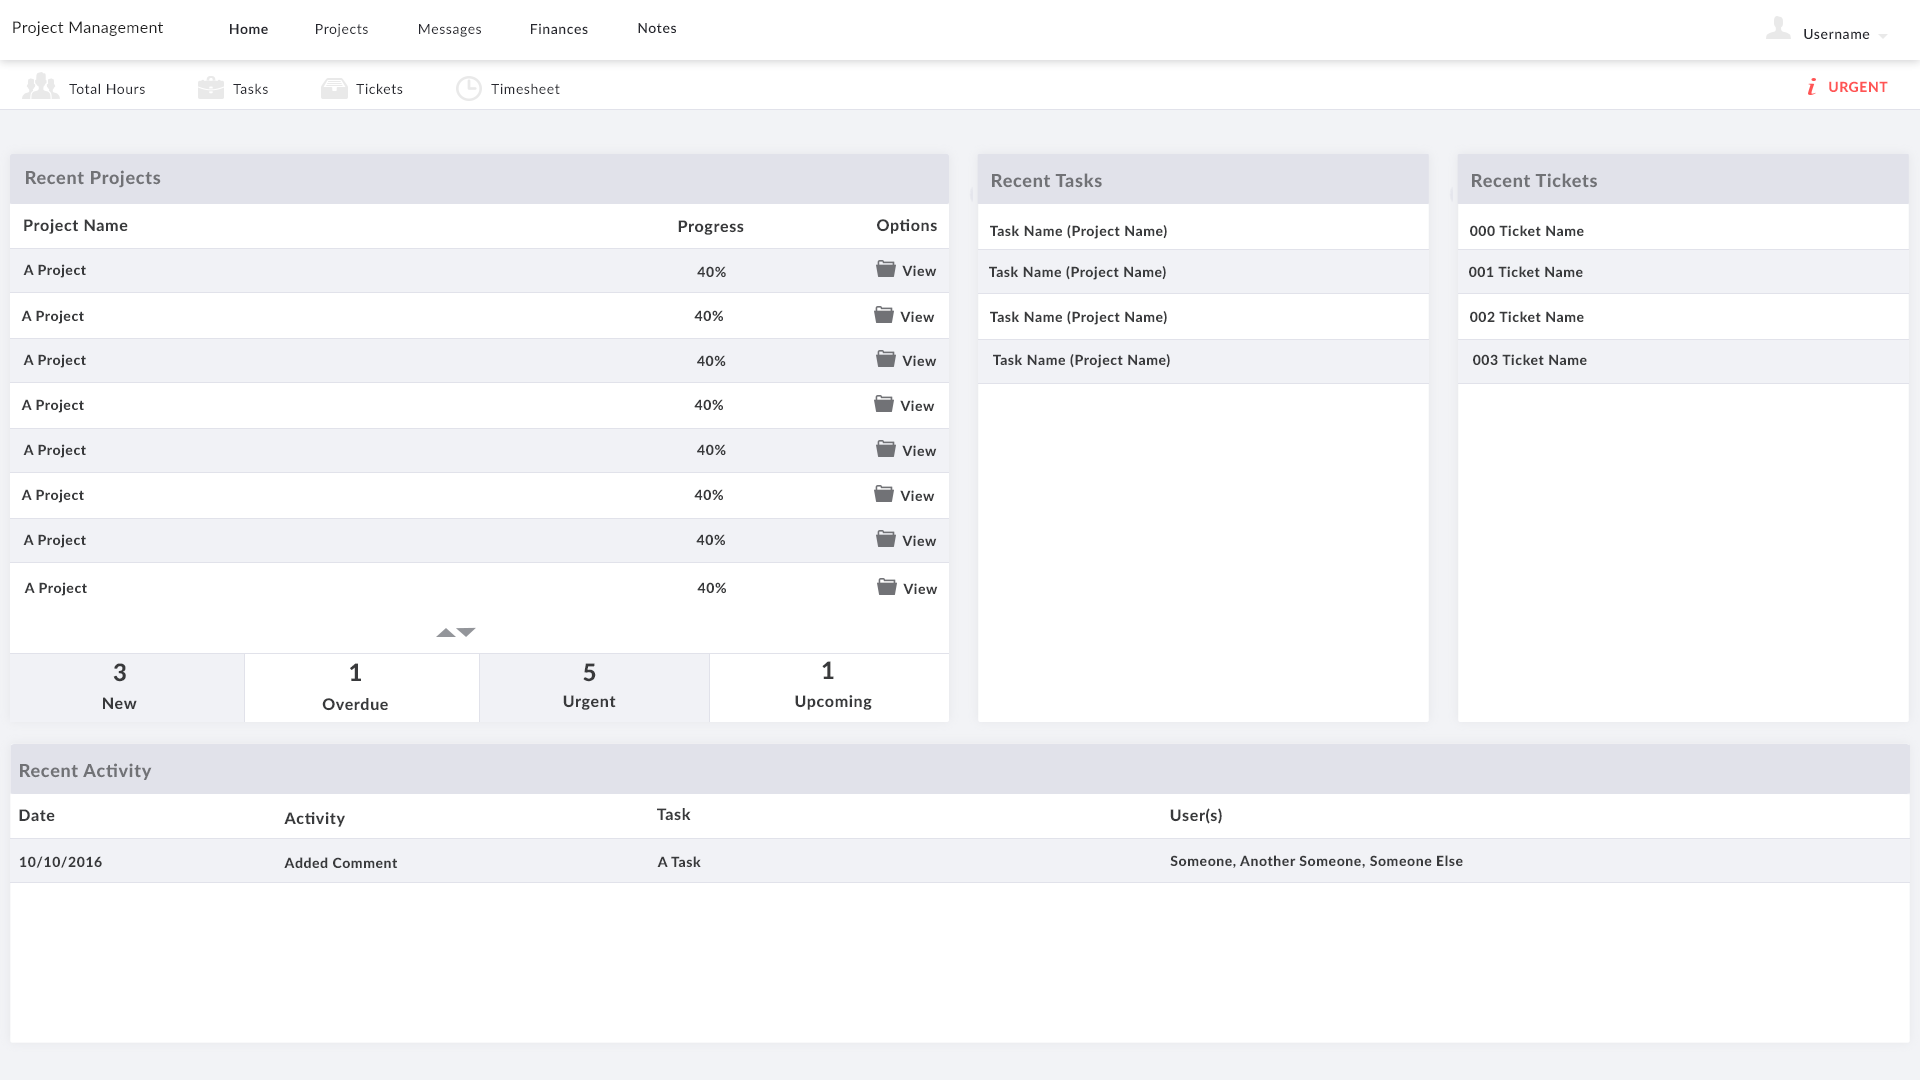 Project Management Home Projects Messages Finances Notes Username
Total Hours Tasks Tickets Timesheet i URGENT
Recent Projects
Project Name Progress Options
A Project 40% View
A Project 40% View
A Project 40% View
A Project 40% View
A Project 40% View
A Project 40% View
A Project 40% View
A Project 40% View
3 New
1 Overdue
5 Urgent
1 Upcoming
Recent Tasks
Task Name (Project Name)
Task Name (Project Name)
Task Name (Project Name)
Task Name (Project Name)
Recent Tickets
000 Ticket Name
001 Ticket Name
002 Ticket Name
003 Ticket Name
Recent Activity
Date Activity Task User(s)
10/10/2016 Added Comment A Task Someone, Another Someone, Someone Else